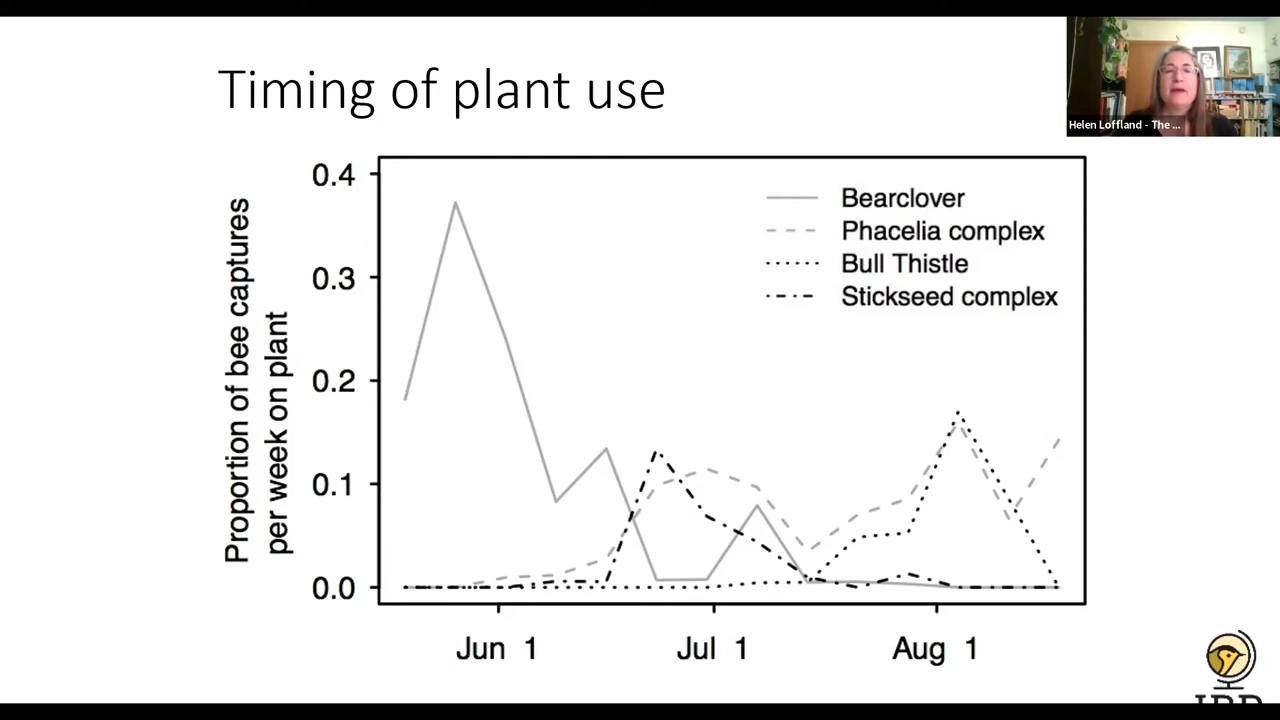 Timing of plant use
Helen Loffland - The ...
Proportion of bee captures
per week on plant
0.4
0.3
0.2
0.1
0.0
Bearclover
Phacelia complex
Bull Thistle
Stickseed complex
Jun 1
Jul 1
Aug 1